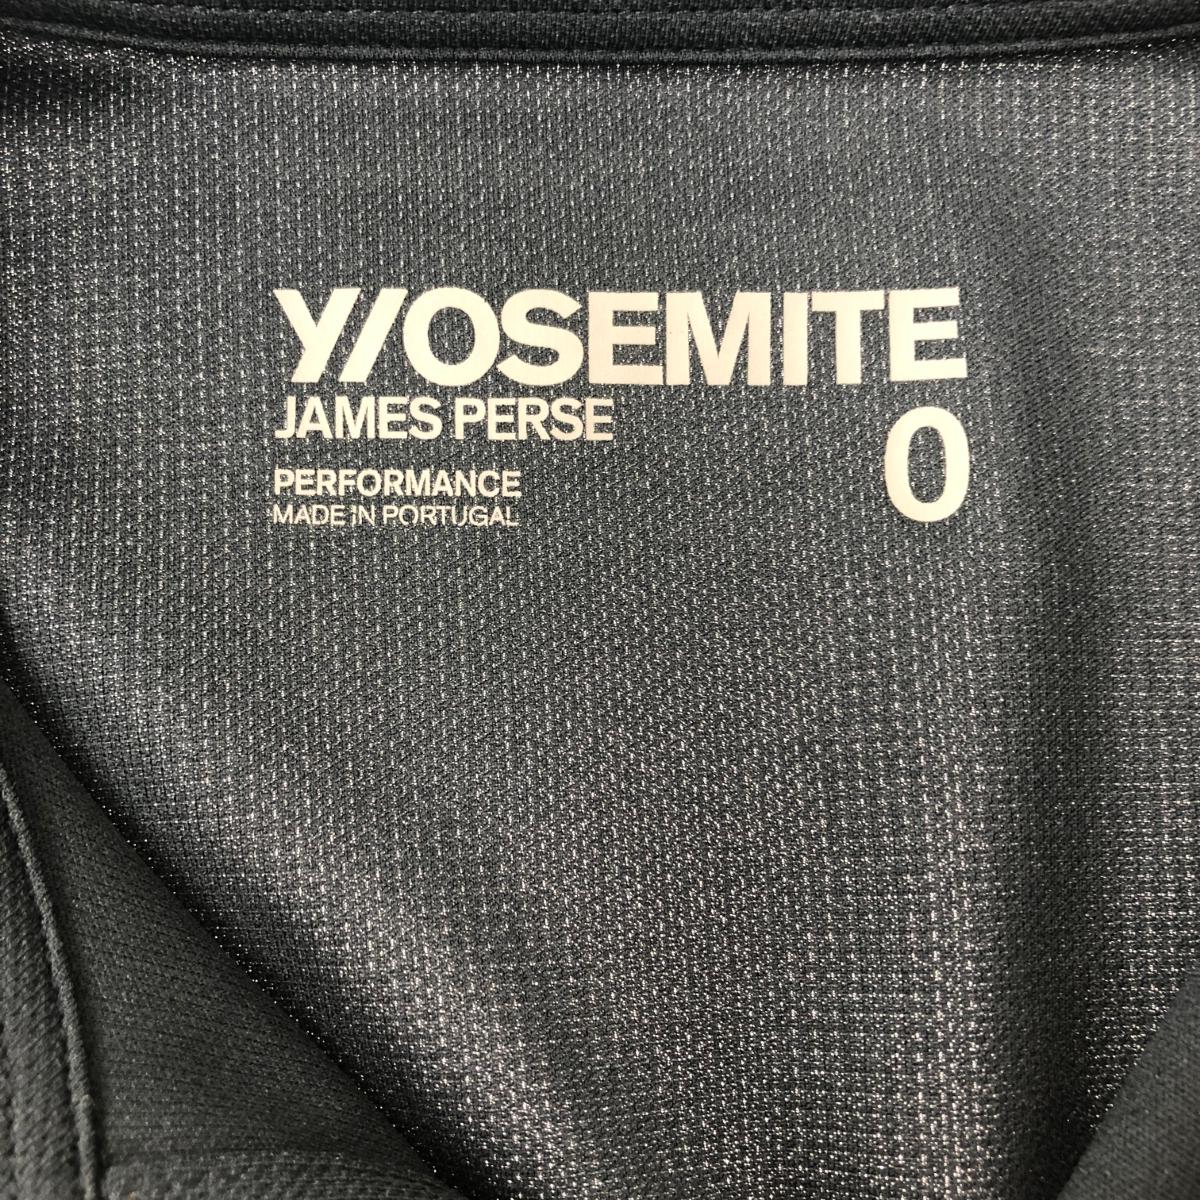 Y/OSEMITE
JAMES PERSE
0
PERFORMANCE
MADE IN PORTUGAL